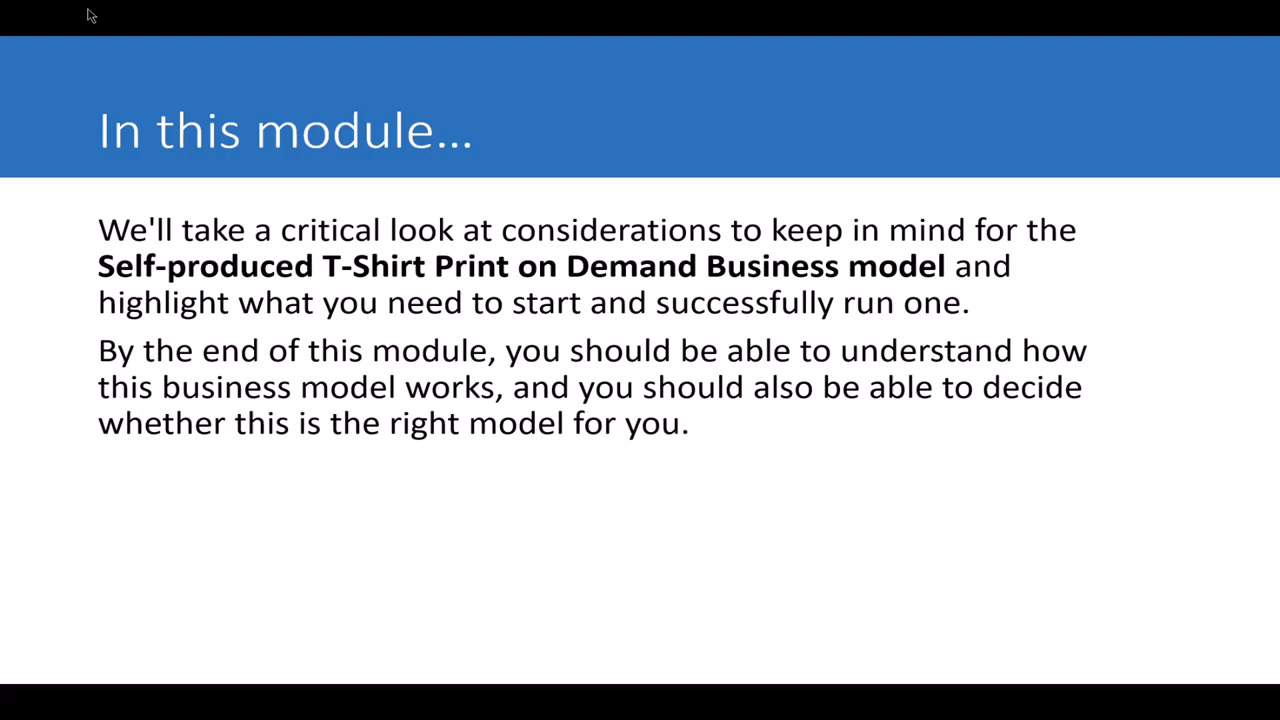 In this module...
We'll take a critical look at considerations to keep in mind for the
Self-produced T-Shirt Print on Demand Business model and
highlight what you need to start and successfully run one.
By the end of this module, you should be able to understand how
this business model works, and you should also be able to decide
whether this is the right model for you.